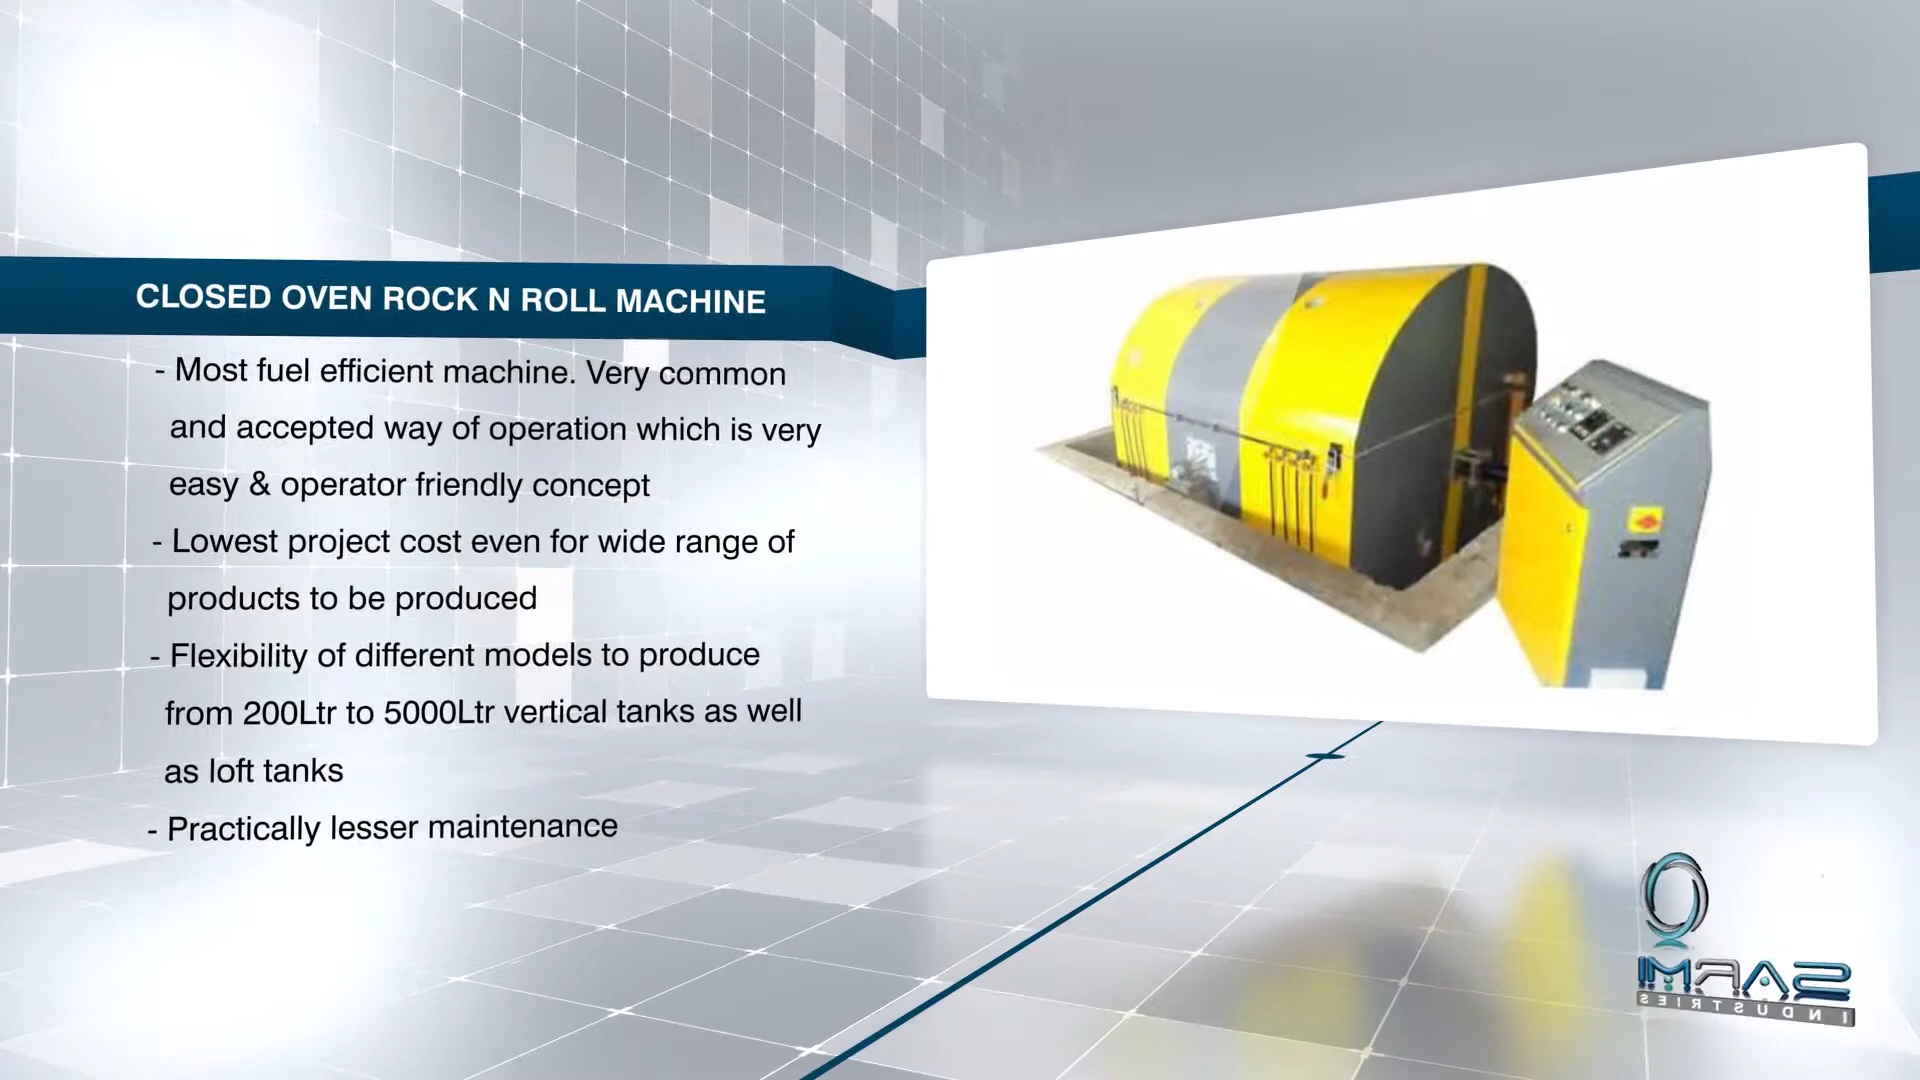 CLOSED OVEN ROCK N ROLL MACHINE
- Most fuel efficient machine. Very common
and accepted way of operation which is very
easy & operator friendly concept
- Lowest project cost even for wide range of
products to be produced
- Flexibility of different models to produce
from 200Ltr to 5000Ltr vertical tanks as well
as loft tanks
- Practically lesser maintenance
INDUSTRIES